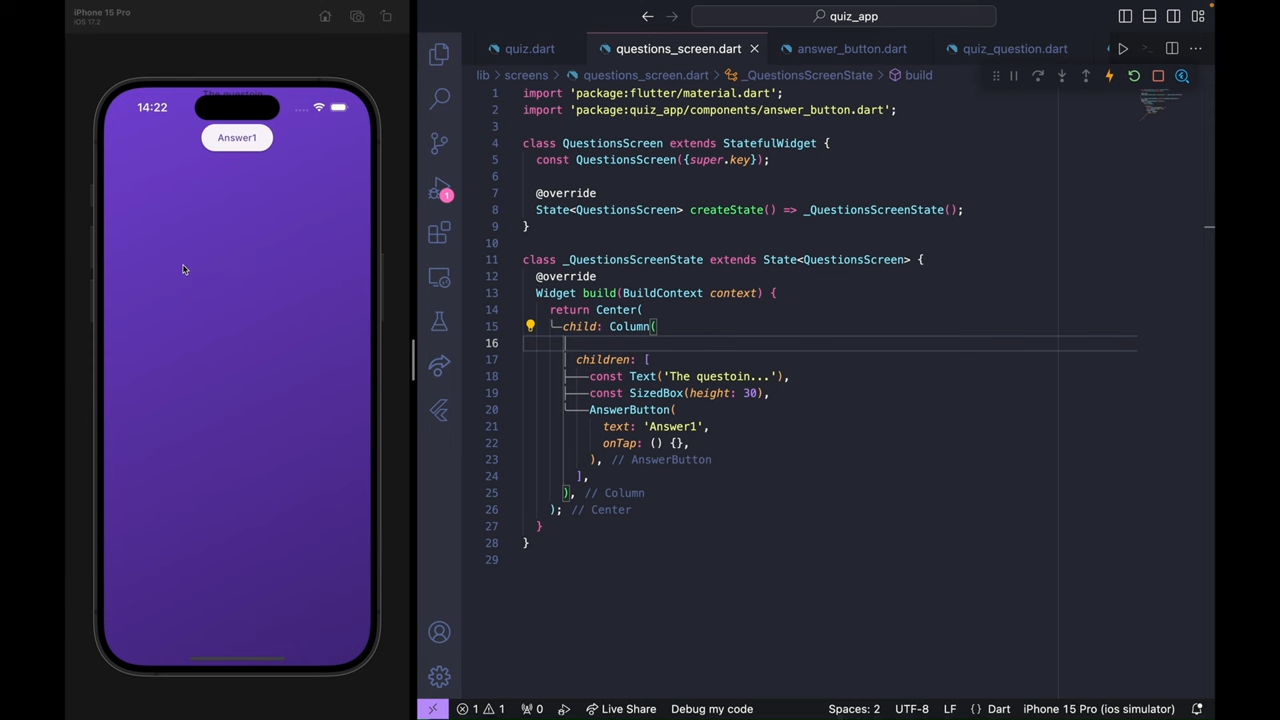 iPhone 15 Pro
iOS 17.2
The questoin...
14:22
Answer1
quiz_app
quiz.dart
questions_screen.dart
answer_button.dart
quiz_question.dart
lib > screens > questions_screen.dart > _QuestionsScreenState > build
1 import 'package:flutter/material.dart';
2 import 'package:quiz_app/components/answer_button.dart';
3
4 class QuestionsScreen extends StatefulWidget {
5 const QuestionsScreen({super.key});
6
7 @override
8 State<QuestionsScreen> createState() => _QuestionsScreenState();
9 }
10
11 class _QuestionsScreenState extends State<QuestionsScreen> {
12 @override
13 Widget build(BuildContext context) {
14 return Center(
15 child: Column(
16
17 children: [
18 const Text('The questoin...'),
19 const SizedBox(height: 30),
20 AnswerButton(
21 text: 'Answer1',
22 onTap: () {},
23 ), // AnswerButton
24 ],
25 ), // Column
26 ); // Center
27 }
28 }
29
1
1 1 0 Live Share Debug my code Spaces: 2 UTF-8 LF {} Dart iPhone 15 Pro (ios simulator)